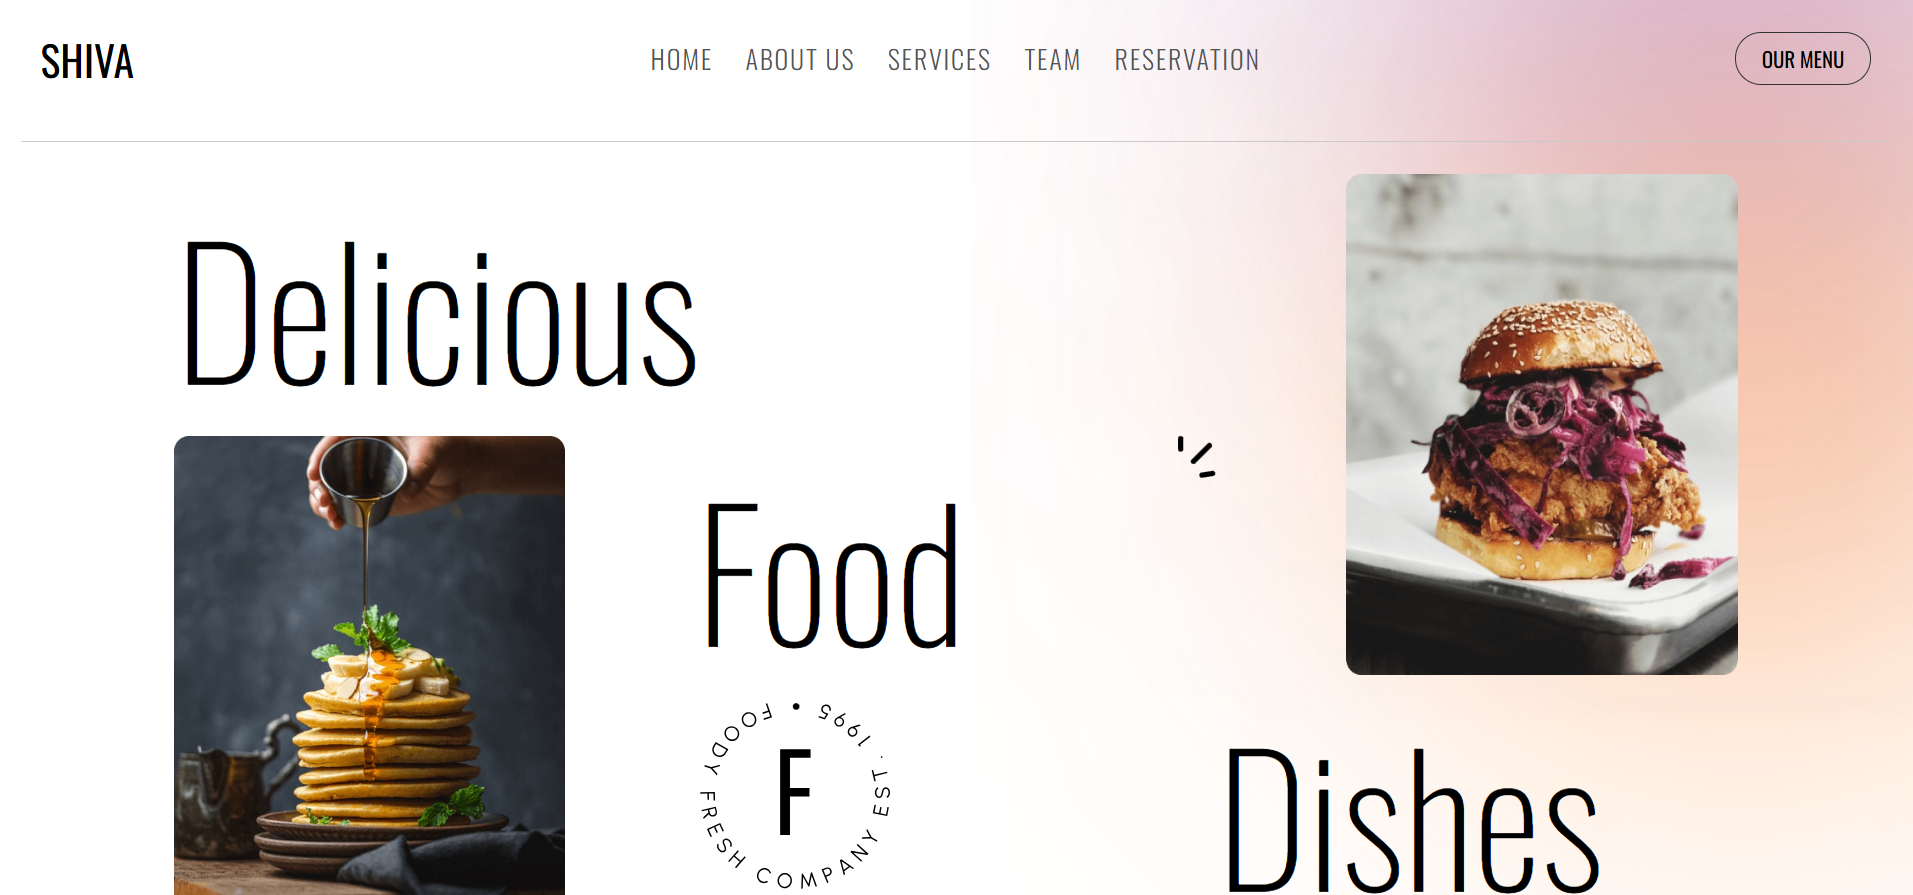 SHIVA
HOME ABOUT US SERVICES TEAM RESERVATION
OUR MENU
Delicious
Food
FOODY FRESH COMPANY EST . 1995 •
F
Dishes